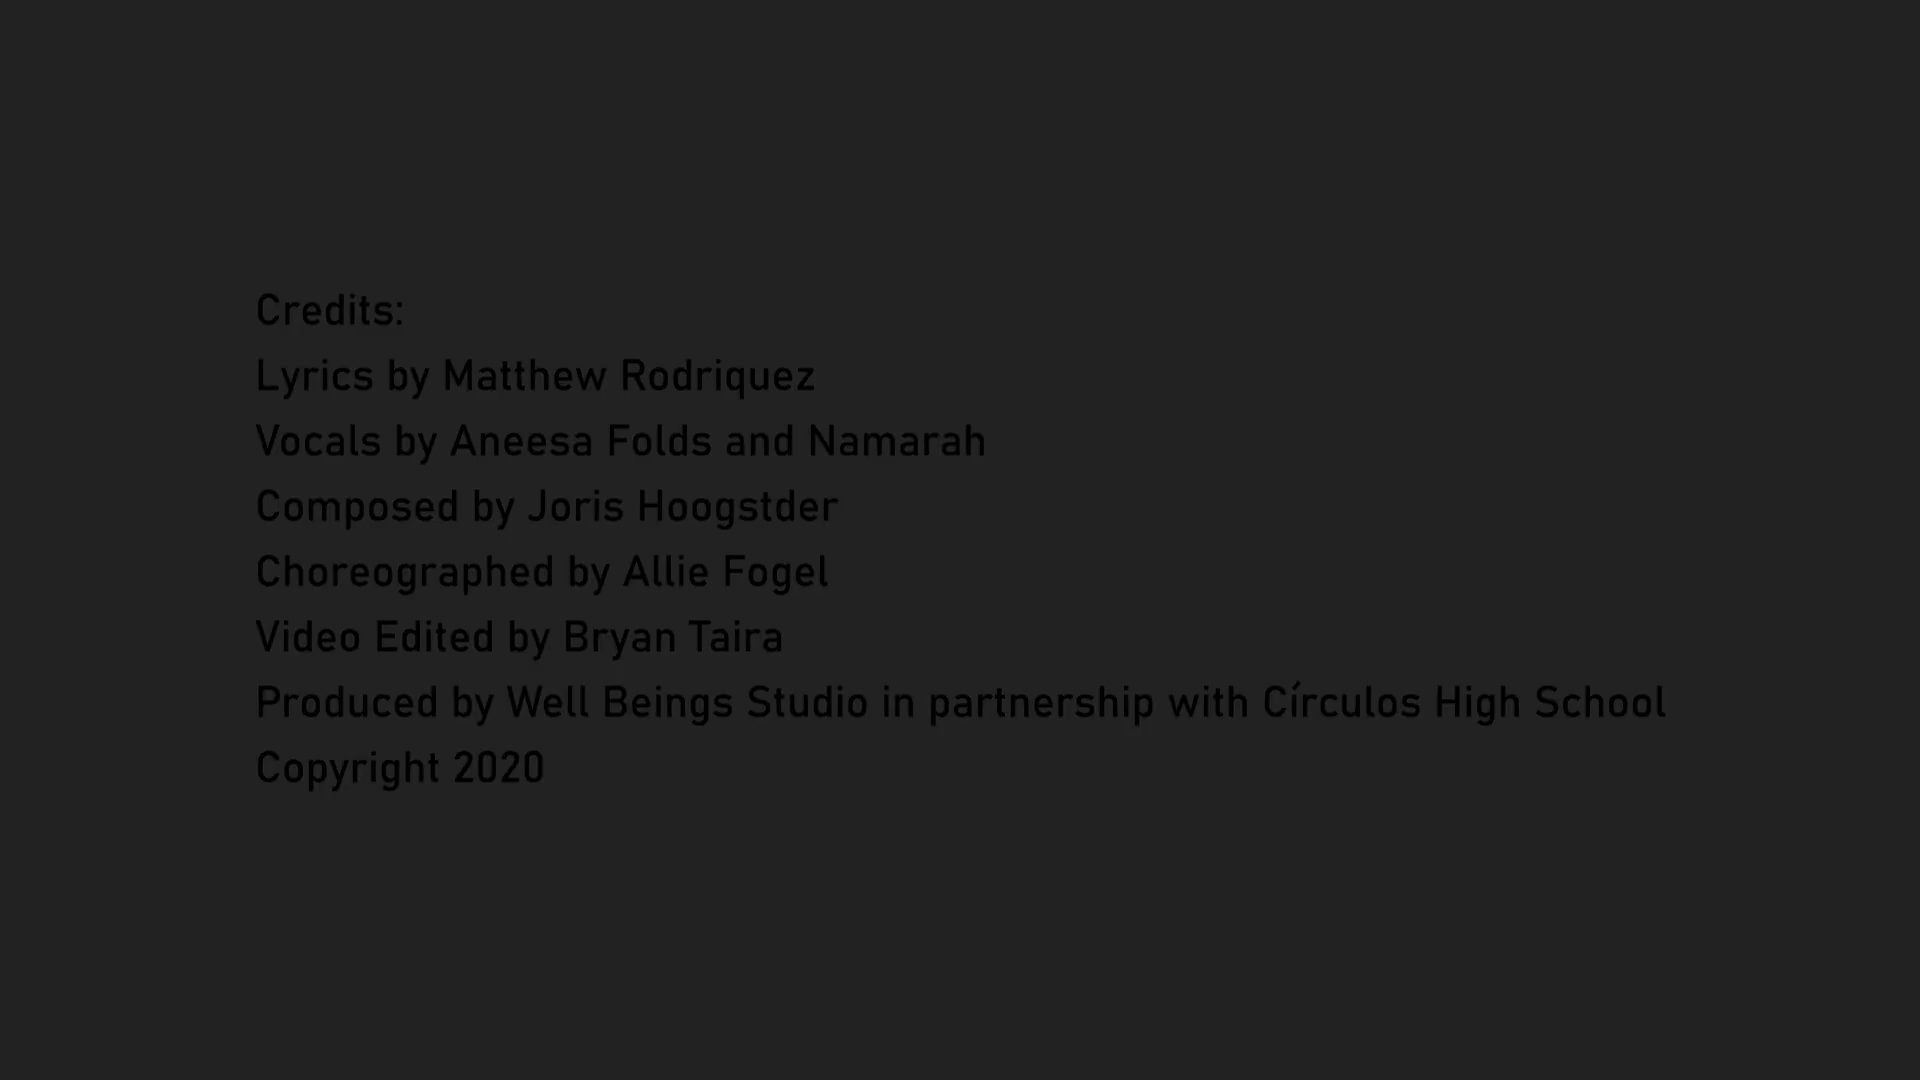 Credits:
Lyrics by Matthew Rodriquez
Vocals by Aneesa Folds and Namarah
Composed by Joris Hoogstder
Choreographed by Allie Fogel
Video Edited by Bryan Taira
Produced by Well Beings Studio in partnership with Círculos High School
Copyright 2020